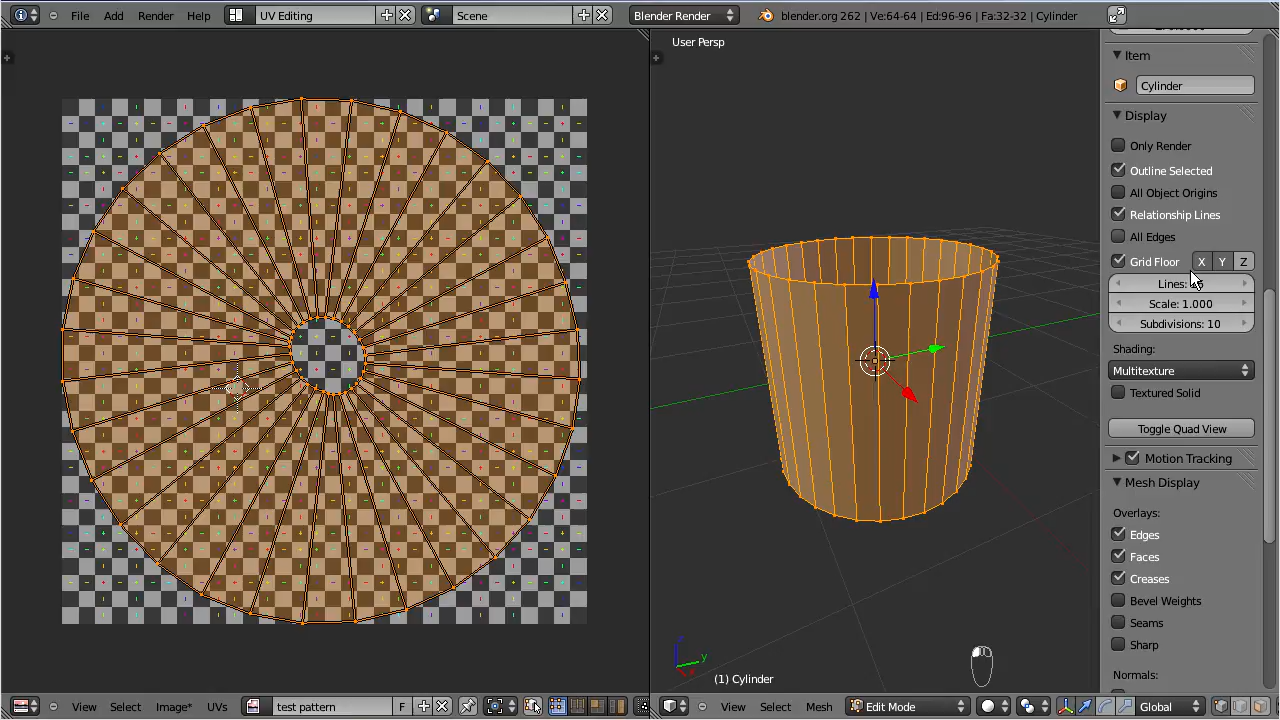 File Add Render Help UV Editing Scene Blender Render blender.org 262 | Ve:64-64 | Ed:96-96 | Fa:32-32 | Cylinder
User Persp
Item
Cylinder
Display
Only Render
Outline Selected
All Object Origins
Relationship Lines
All Edges
Grid Floor X Y Z
Lines:
Scale: 1.000
Subdivisions: 10
Shading:
Multitexture
Textured Solid
Toggle Quad View
Motion Tracking
Mesh Display
Overlays:
Edges
Faces
Creases
Bevel Weights
Seams
Sharp
Normals:
z
y
x
(1) Cylinder
View Select Image* UVs test pattern F View Select Mesh Edit Mode Global